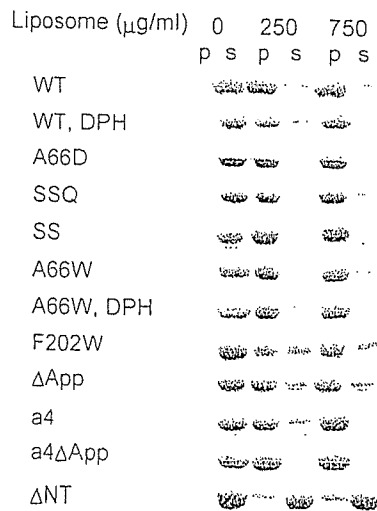 Liposome (μg/ml) 0 250 750
p s p s p s
WT
WT, DPH
A66D
SSQ
SS
A66W
A66W, DPH
F202W
ΔApp
a4
a4ΔApp
ΔNT